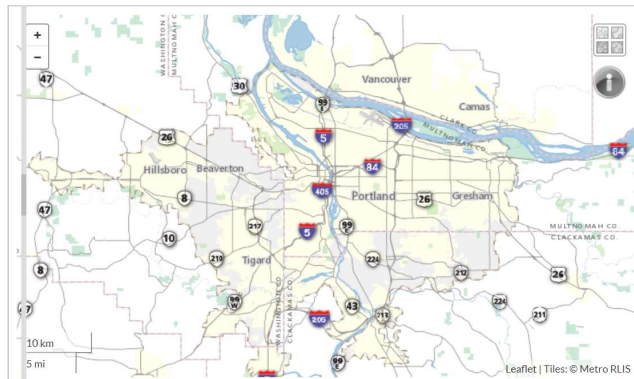 +
−
WASHINGTON CO
MULTNOMAH CO.
47
30
Vancouver
99
Camas
CLARK CO.
MULTNOMAH CO.
26
5
205
84
84
Hillsboro
Beaverton
405
Portland
26
Gresham
8
47
217
5
99
E
MULTNOMAH CO.
CLACKAMAS CO.
10
210
Tigard
224
212
26
8
WASHINGTON CO.
CLACKAMAS CO.
99
W
43
213
224
211
47
205
10 km
5 mi
99
E
Leaflet | Tiles: © Metro RLIS